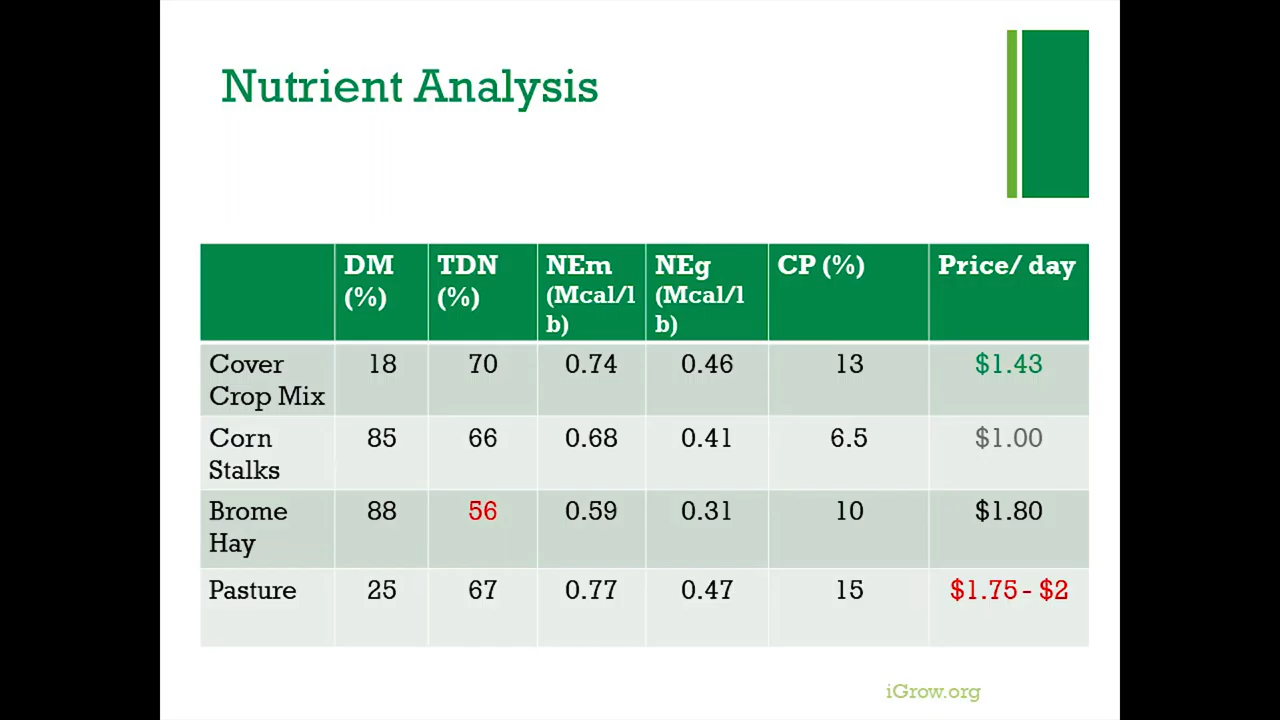 Nutrient Analysis
DM (%) TDN (%) NEm (Mcal/lb) NEg (Mcal/lb) CP (%) Price/ day
Cover Crop Mix 18 70 0.74 0.46 13 $1.43
Corn Stalks 85 66 0.68 0.41 6.5 $1.00
Brome Hay 88 56 0.59 0.31 10 $1.80
Pasture 25 67 0.77 0.47 15 $1.75 - $2
iGrow.org